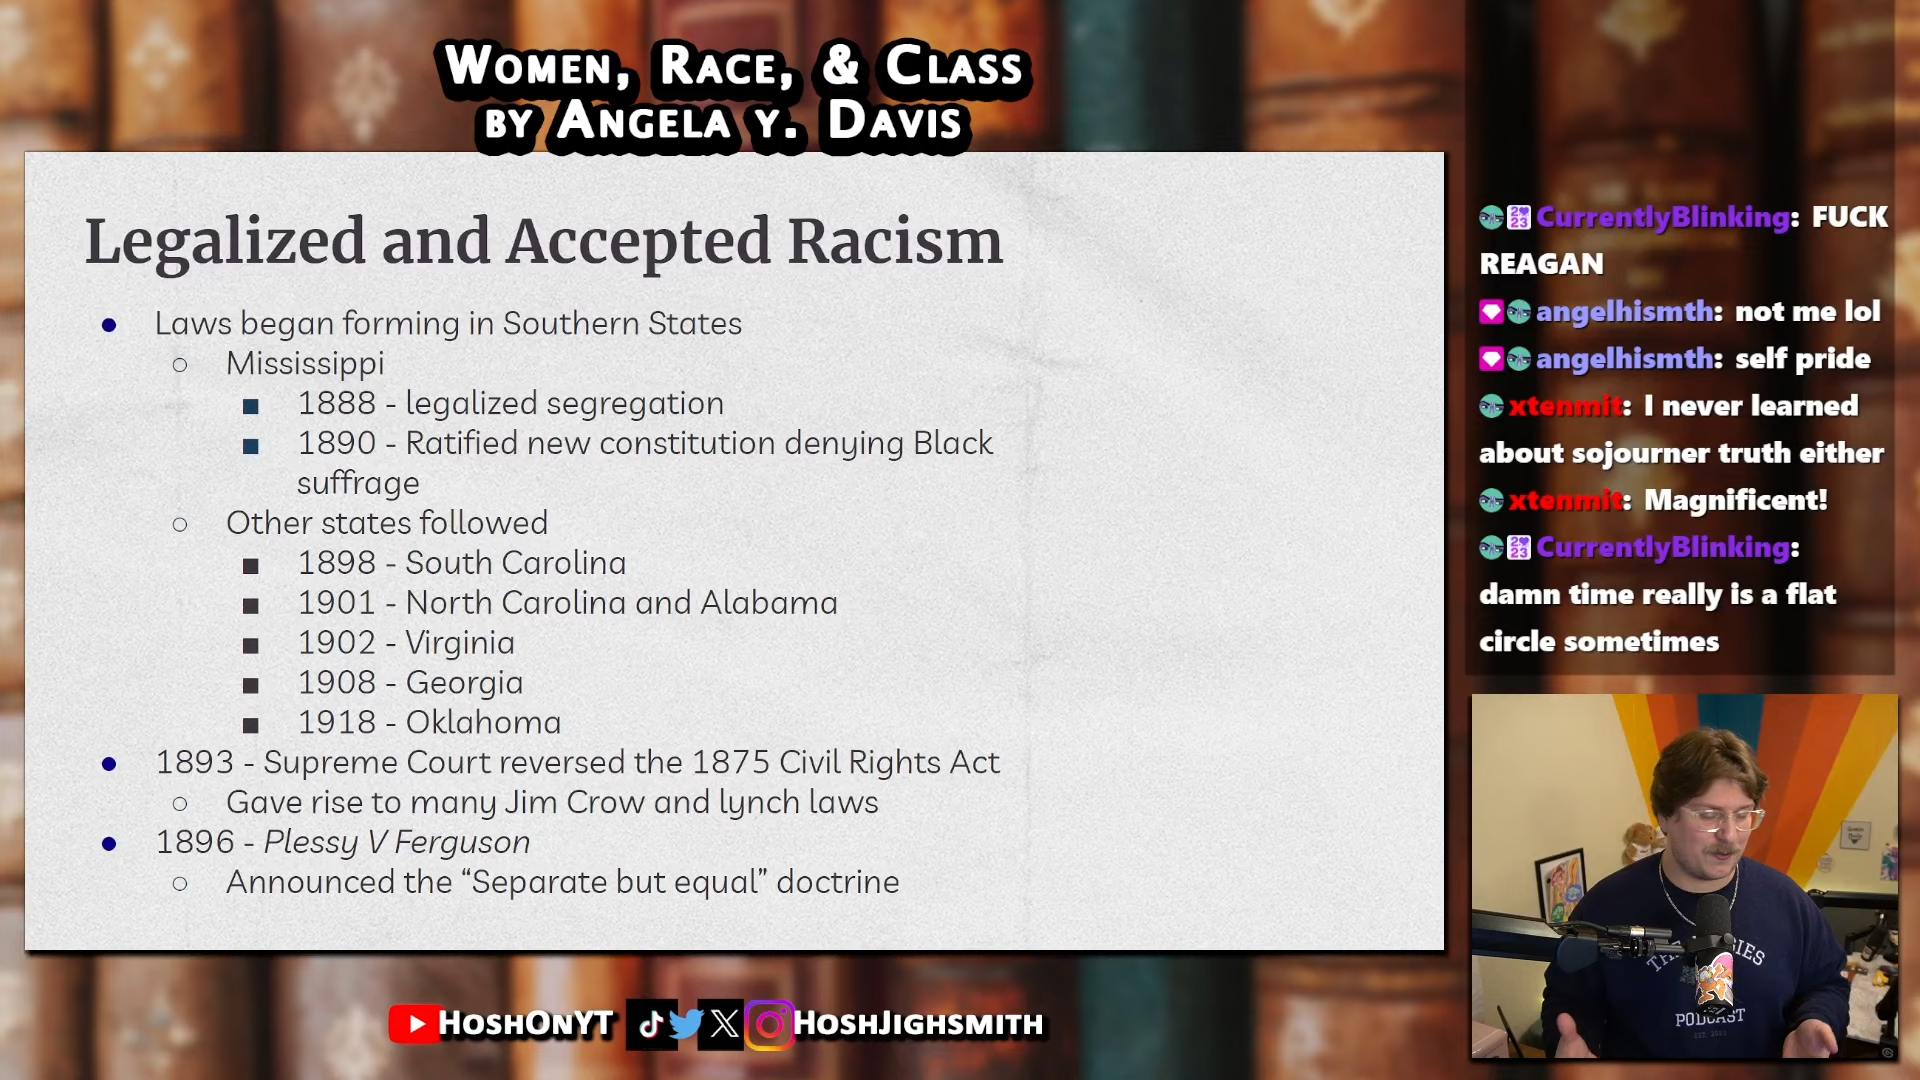 Women, Race, & Class
by Angela y. Davis
Legalized and Accepted Racism
● Laws began forming in Southern States
○ Mississippi
■ 1888 - legalized segregation
■ 1890 - Ratified new constitution denying Black
suffrage
○ Other states followed
■ 1898 - South Carolina
■ 1901 - North Carolina and Alabama
■ 1902 - Virginia
■ 1908 - Georgia
■ 1918 - Oklahoma
● 1893 - Supreme Court reversed the 1875 Civil Rights Act
○ Gave rise to many Jim Crow and lynch laws
● 1896 - Plessy V Ferguson
○ Announced the “Separate but equal” doctrine
CurrentlyBlinking: FUCK
REAGAN
angelhismth: not me lol
angelhismth: self pride
xtenmit: I never learned
about sojourner truth either
xtenmit: Magnificent!
CurrentlyBlinking:
damn time really is a flat
circle sometimes
PODCAST
HoshOnYT
HoshJighsmith